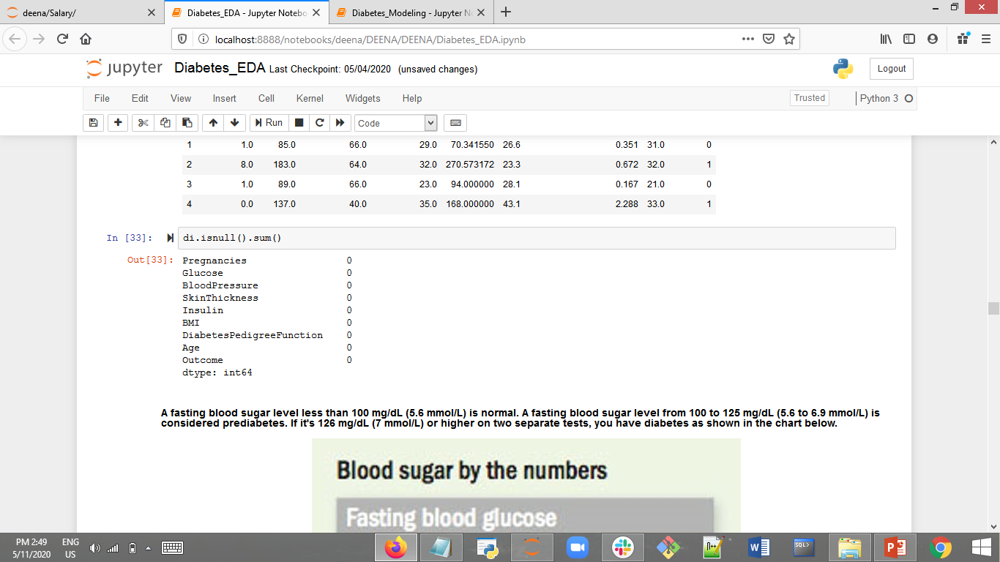 deena/Salary/
Diabetes_EDA - Jupyter Notebo
Diabetes_Modeling - Jupyter N
localhost:8888/notebooks/deena/DEENA/DEENA/Diabetes_EDA.ipynb
jupyter Diabetes_EDA Last Checkpoint: 05/04/2020 (unsaved changes)
Logout
File Edit View Insert Cell Kernel Widgets Help
Trusted
Python 3
Run
Code
1 1.0 85.0 66.0 29.0 70.341550 26.6 0.351 31.0 0
2 8.0 183.0 64.0 32.0 270.573172 23.3 0.672 32.0 1
3 1.0 89.0 66.0 23.0 94.000000 28.1 0.167 21.0 0
4 0.0 137.0 40.0 35.0 168.000000 43.1 2.288 33.0 1
In [33]: di.isnull().sum()
Out[33]: Pregnancies 0
Glucose 0
BloodPressure 0
SkinThickness 0
Insulin 0
BMI 0
DiabetesPedigreeFunction 0
Age 0
Outcome 0
dtype: int64
A fasting blood sugar level less than 100 mg/dL (5.6 mmol/L) is normal. A fasting blood sugar level from 100 to 125 mg/dL (5.6 to 6.9 mmol/L) is
considered prediabetes. If it's 126 mg/dL (7 mmol/L) or higher on two separate tests, you have diabetes as shown in the chart below.
Blood sugar by the numbers
Fasting blood glucose
PM 2:49
5/11/2020
ENG
US
SQL>